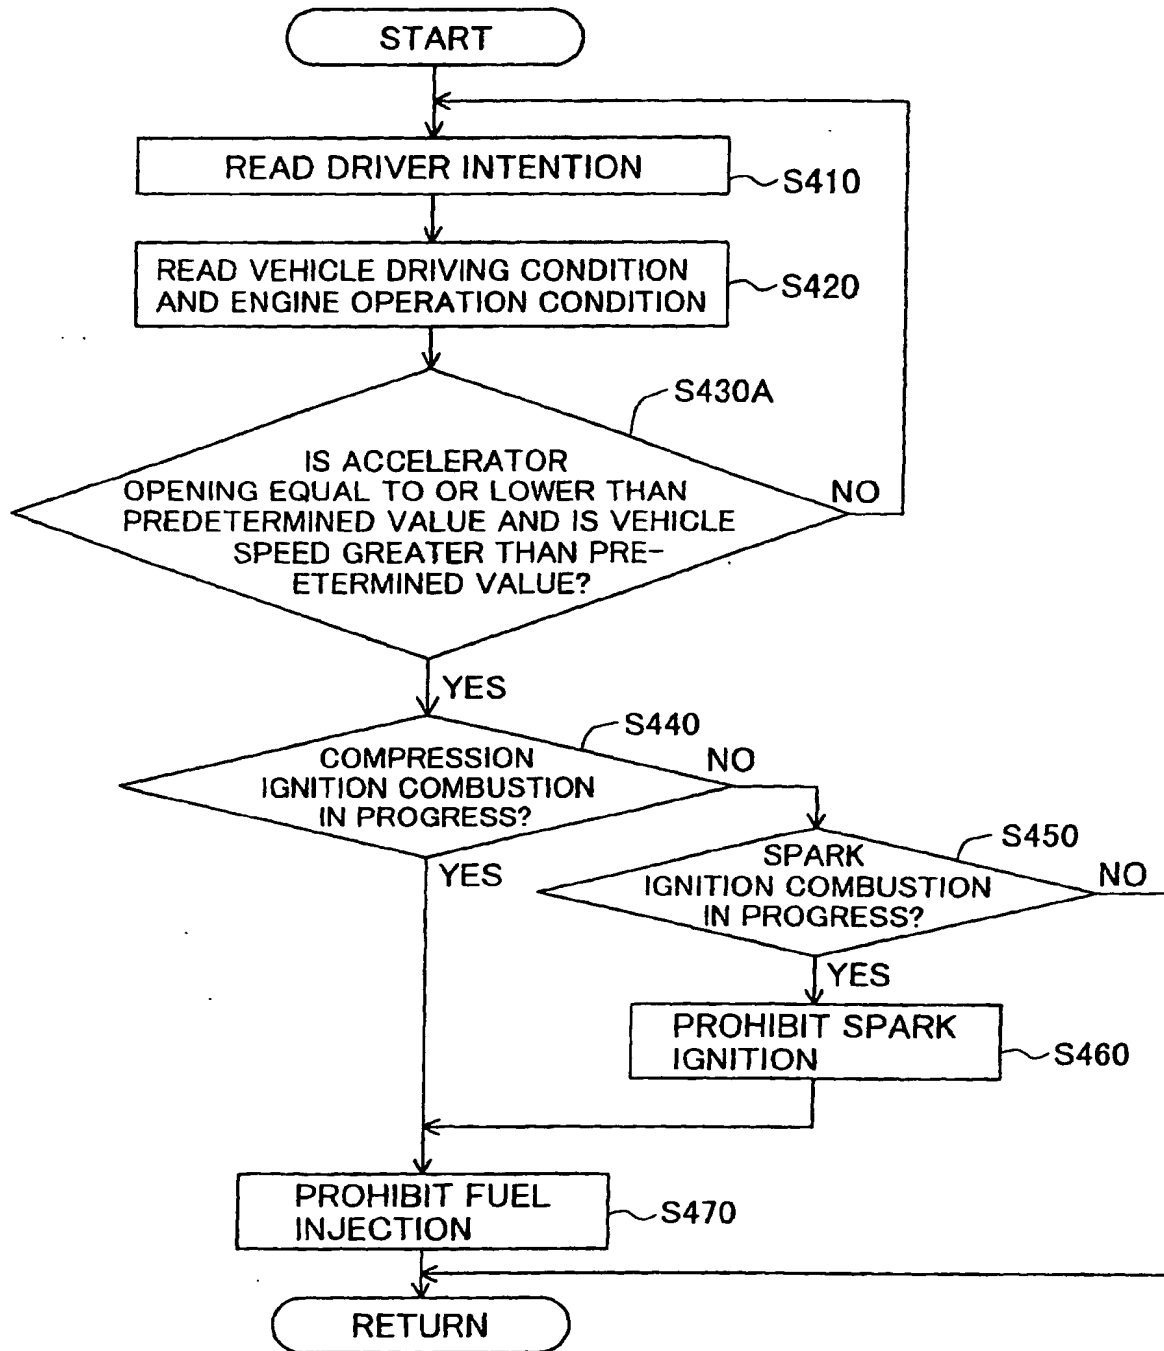 START
READ DRIVER INTENTION
S410
READ VEHICLE DRIVING CONDITION
AND ENGINE OPERATION CONDITION
S420
S430A
IS ACCELERATOR
OPENING EQUAL TO OR LOWER THAN
PREDETERMINED VALUE AND IS VEHICLE
SPEED GREATER THAN PRE-
ETERMINED VALUE?
NO
YES
S440
COMPRESSION
IGNITION COMBUSTION
IN PROGRESS?
NO
YES
S450
SPARK
IGNITION COMBUSTION
IN PROGRESS?
NO
YES
PROHIBIT SPARK
IGNITION
S460
PROHIBIT FUEL
INJECTION
S470
RETURN